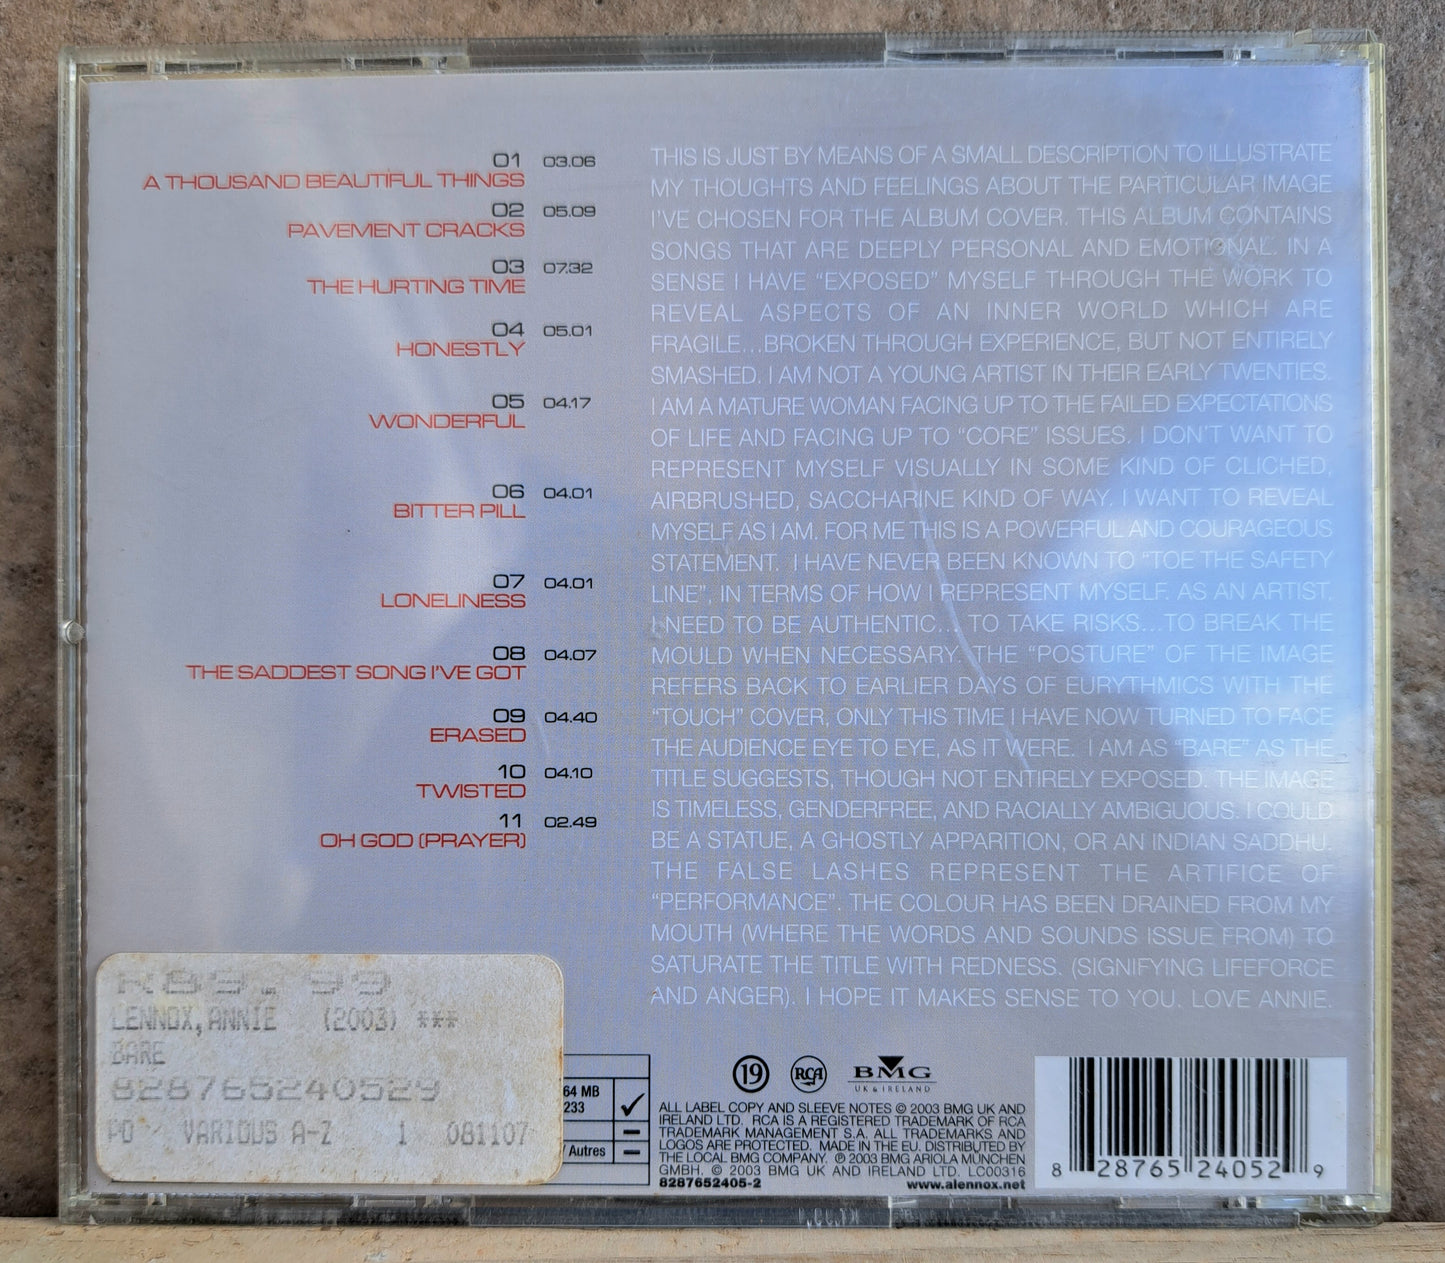 01 03.06
A THOUSAND BEAUTIFUL THINGS
02 05.09
PAVEMENT CRACKS
03 07.32
THE HURTING TIME
04 05.01
HONESTLY
05 04.17
WONDERFUL
06 04.01
BITTER PILL
07 04.01
LONELINESS
08 04.07
THE SADDEST SONG I'VE GOT
09 04.40
ERASED
10 04.10
TWISTED
11 02.49
OH GOD (PRAYER)
THIS IS JUST BY MEANS OF A SMALL DESCRIPTION TO ILLUSTRATE
MY THOUGHTS AND FEELINGS ABOUT THE PARTICULAR IMAGE
I'VE CHOSEN FOR THE ALBUM COVER. THIS ALBUM CONTAINS
SONGS THAT ARE DEEPLY PERSONAL AND EMOTIONAL. IN A
SENSE I HAVE "EXPOSED" MYSELF THROUGH THE WORK TO
REVEAL ASPECTS OF AN INNER WORLD WHICH ARE
FRAGILE...BROKEN THROUGH EXPERIENCE, BUT NOT ENTIRELY
SMASHED. I AM NOT A YOUNG ARTIST IN THEIR EARLY TWENTIES.
I AM A MATURE WOMAN FACING UP TO THE FAILED EXPECTATIONS
OF LIFE AND FACING UP TO "CORE" ISSUES. I DON'T WANT TO
REPRESENT MYSELF VISUALLY IN SOME KIND OF CLICHED,
AIRBRUSHED, SACCHARINE KIND OF WAY. I WANT TO REVEAL
MYSELF AS I AM. FOR ME THIS IS A POWERFUL AND COURAGEOUS
STATEMENT. I HAVE NEVER BEEN KNOWN TO "TOE THE SAFETY
LINE", IN TERMS OF HOW I REPRESENT MYSELF. AS AN ARTIST,
I NEED TO BE AUTHENTIC... TO TAKE RISKS...TO BREAK THE
MOULD WHEN NECESSARY. THE "POSTURE" OF THE IMAGE
REFERS BACK TO EARLIER DAYS OF EURYTHMICS WITH THE
"TOUCH" COVER, ONLY THIS TIME I HAVE NOW TURNED TO FACE
THE AUDIENCE EYE TO EYE, AS IT WERE. I AM AS "BARE" AS THE
TITLE SUGGESTS, THOUGH NOT ENTIRELY EXPOSED. THE IMAGE
IS TIMELESS, GENDERFREE, AND RACIALLY AMBIGUOUS. I COULD
BE A STATUE, A GHOSTLY APPARITION, OR AN INDIAN SADDHU.
THE FALSE LASHES REPRESENT THE ARTIFICE OF
"PERFORMANCE". THE COLOUR HAS BEEN DRAINED FROM MY
MOUTH (WHERE THE WORDS AND SOUNDS ISSUE FROM) TO
SATURATE THE TITLE WITH REDNESS. (SIGNIFYING LIFEFORCE
AND ANGER). I HOPE IT MAKES SENSE TO YOU. LOVE ANNIE.
R89.99
LENNOX,ANNIE (2003) ***
BARE
828765240529
PO VARIOUS A-Z 1 081107
64 MB
233
/ Autres
19 RCA BMG
UK & IRELAND
ALL LABEL COPY AND SLEEVE NOTES © 2003 BMG UK AND
IRELAND LTD. RCA IS A REGISTERED TRADEMARK OF RCA
TRADEMARK MANAGEMENT S.A. ALL TRADEMARKS AND
LOGOS ARE PROTECTED. MADE IN THE EU. DISTRIBUTED BY
THE LOCAL BMG COMPANY. ℗ 2003 BMG ARIOLA MÜNCHEN
GMBH. © 2003 BMG UK AND IRELAND LTD. LC00316
8287652405-2 www.alennox.net
8 28765 24052 9